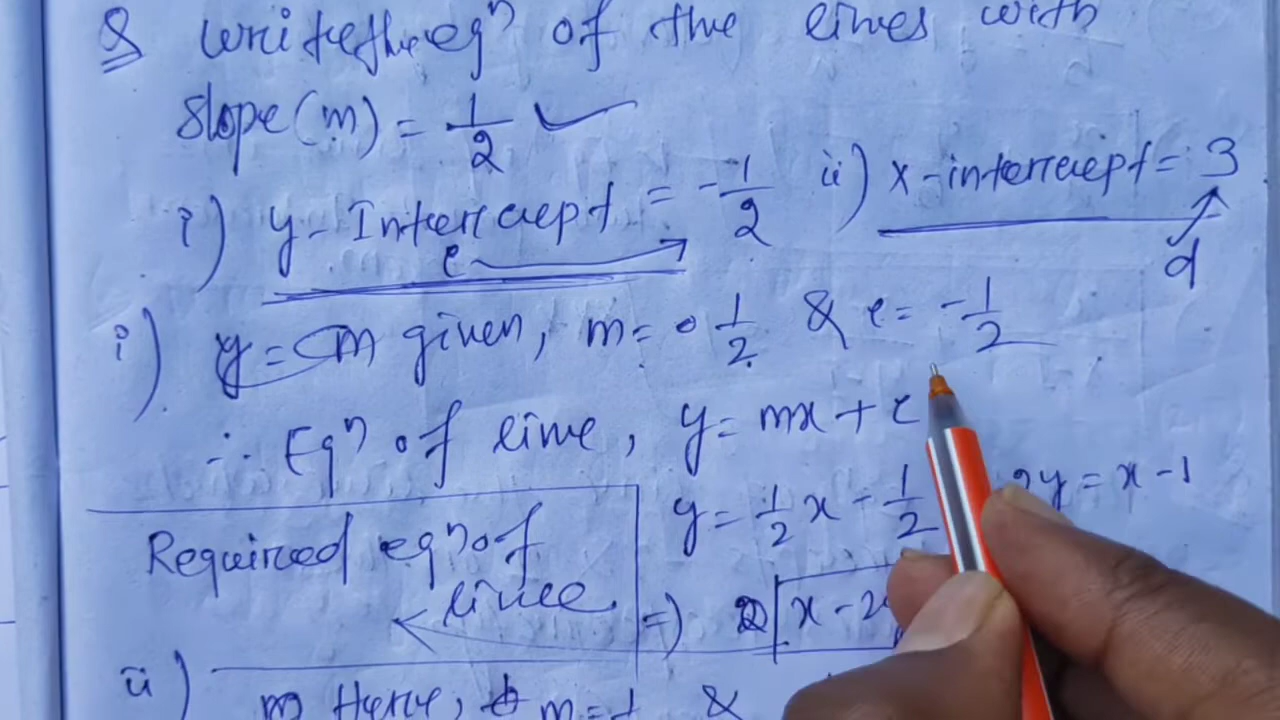 Q Write the eqⁿ of the lines with
slope(m) = 1/2 ✓
i) y-Intercept = -1/2 ii) x-intercept = 3
c d
i) y = m given, m = 1/2 & c = -1/2
∴ Eqⁿ of line, y = mx + c
y = 1/2 x - 1/2 2y = x - 1
Required eqⁿ of
line
⇒) 2 x - 2y
ii) m Here, m = 1 &